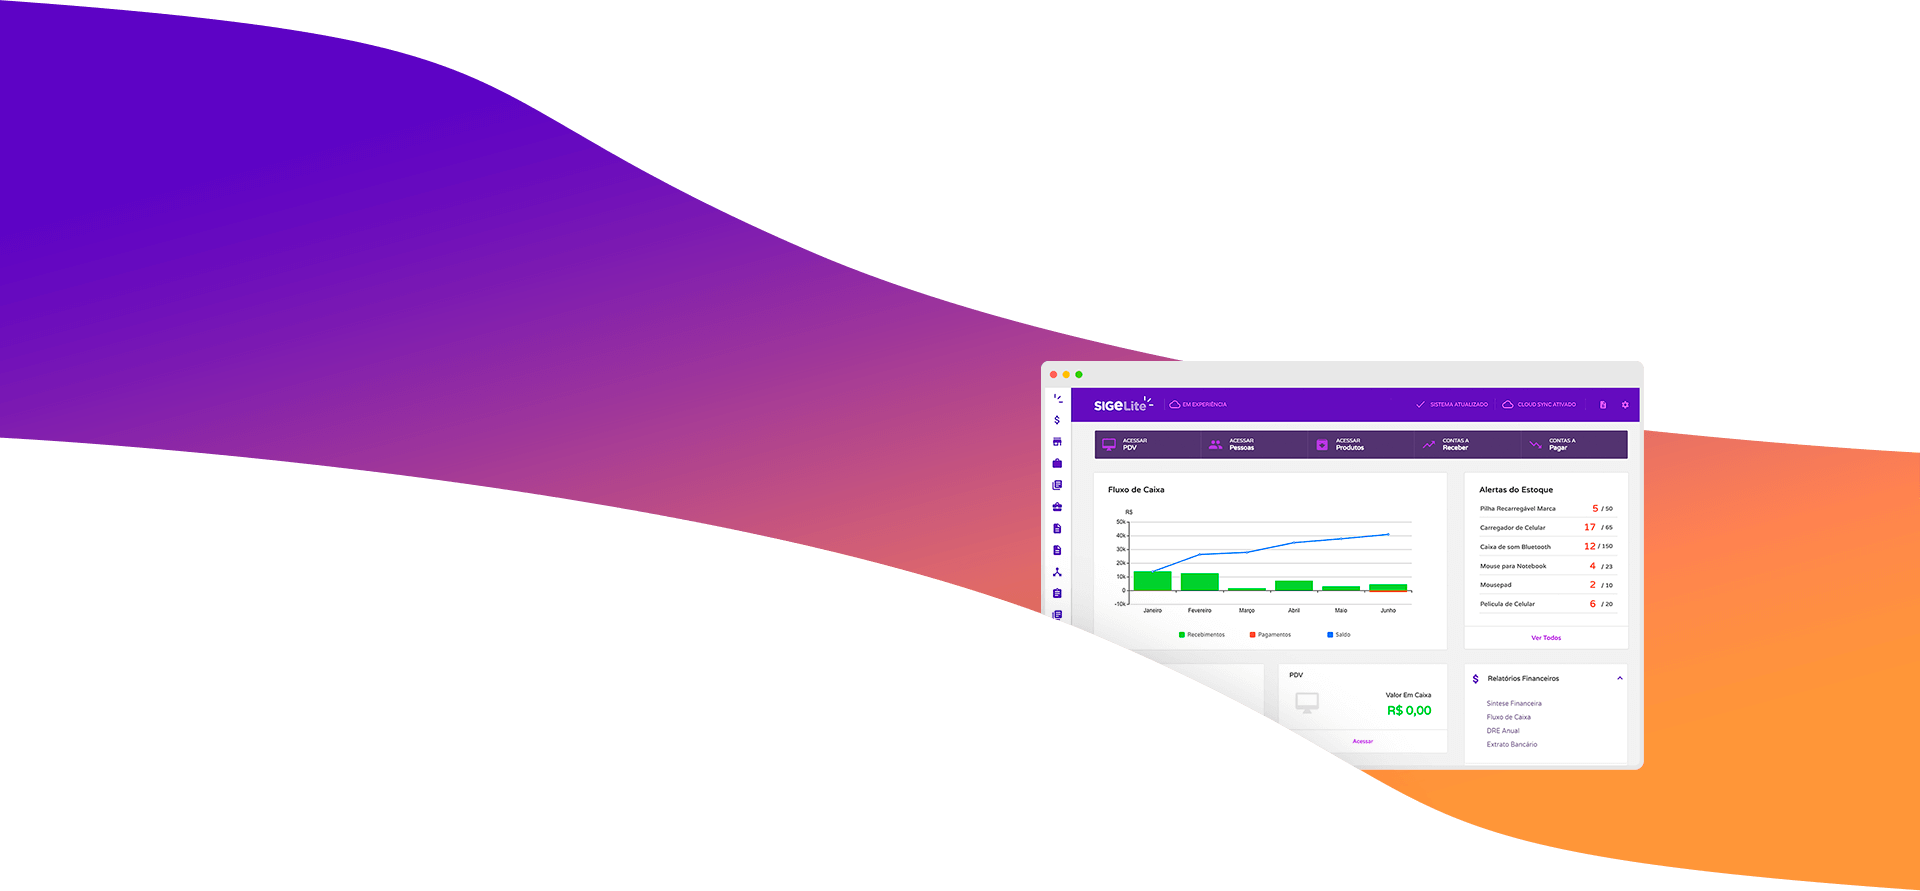 SIGELite
EM EXPERIÊNCIA
SISTEMA ATUALIZADO
CLOUD SYNC ATIVADO
ACESSAR
PDV
ACESSAR
Pessoas
ACESSAR
Produtos
CONTAS A
Receber
CONTAS A
Pagar
Fluxo de Caixa
R$
50k
40k
30k
20k
10k
0
-10k
Janeiro Fevereiro Março Abril Maio Junho
Recebimentos Pagamentos Saldo
Alertas do Estoque
Pilha Recarregável Marca 5 / 50
Carregador de Celular 17 / 65
Caixa de som Bluetooth 12 / 150
Mouse para Notebook 4 / 23
Mousepad 2 / 10
Película de Celular 6 / 20
Ver Todos
PDV
Valor Em Caixa
R$ 0,00
Acessar
$ Relatórios Financeiros
Síntese Financeira
Fluxo de Caixa
DRE Anual
Extrato Bancário